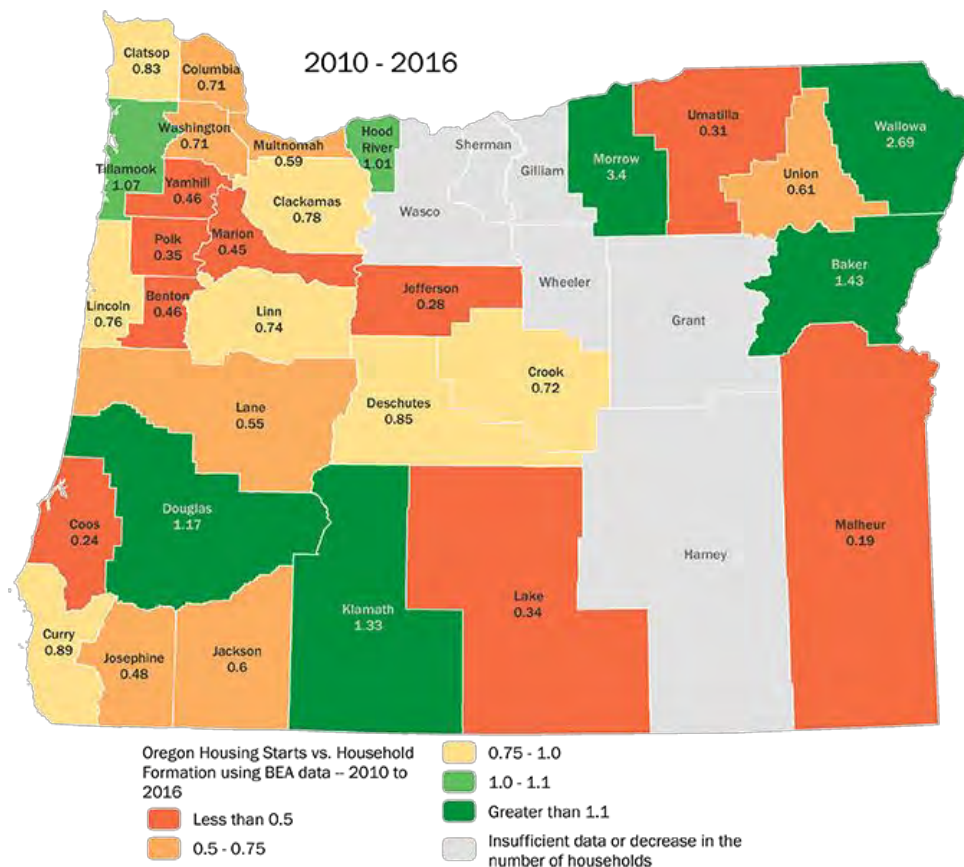 2010 - 2016
Clatsop
0.83
Columbia
0.71
Washington
0.71
Multnomah
0.59
Hood
River
1.01
Sherman
Gilliam
Morrow
3.4
Umatilla
0.31
Union
0.61
Wallowa
2.69
Tillamook
1.07
Yamhill
0.46
Clackamas
0.78
Wasco
Polk
0.35
Marion
0.45
Baker
1.43
Lincoln
0.76
Benton
0.46
Linn
0.74
Jefferson
0.28
Wheeler
Grant
Crook
0.72
Deschutes
0.85
Lane
0.55
Douglas
1.17
Coos
0.24
Malheur
0.19
Harney
Lake
0.34
Klamath
1.33
Curry
0.89
Josephine
0.48
Jackson
0.6
Oregon Housing Starts vs. Household
Formation using BEA data -- 2010 to
2016
Less than 0.5
0.5 - 0.75
0.75 - 1.0
1.0 - 1.1
Greater than 1.1
Insufficient data or decrease in the
number of households